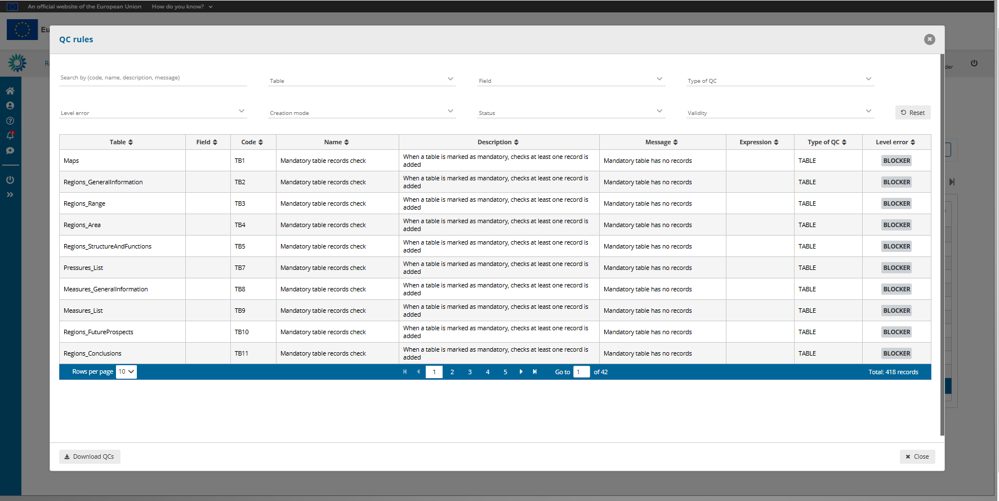 An official website of the European Union How do you know?
Eu
QC rules
Re
der
Search by (code, name, description, message)
Table
Field
Type of QC
Level error
Creation mode
Status
Validity
Reset
Table Field Code Name Description Message Expression Type of QC Level error
Maps TB1 Mandatory table records check When a table is marked as mandatory, checks at least one record is added Mandatory table has no records TABLE BLOCKER
Regions_GeneralInformation TB2 Mandatory table records check When a table is marked as mandatory, checks at least one record is added Mandatory table has no records TABLE BLOCKER
Regions_Range TB3 Mandatory table records check When a table is marked as mandatory, checks at least one record is added Mandatory table has no records TABLE BLOCKER
Regions_Area TB4 Mandatory table records check When a table is marked as mandatory, checks at least one record is added Mandatory table has no records TABLE BLOCKER
Regions_StructureAndFunctions TB5 Mandatory table records check When a table is marked as mandatory, checks at least one record is added Mandatory table has no records TABLE BLOCKER
Pressures_List TB7 Mandatory table records check When a table is marked as mandatory, checks at least one record is added Mandatory table has no records TABLE BLOCKER
Measures_GeneralInformation TB8 Mandatory table records check When a table is marked as mandatory, checks at least one record is added Mandatory table has no records TABLE BLOCKER
Measures_List TB9 Mandatory table records check When a table is marked as mandatory, checks at least one record is added Mandatory table has no records TABLE BLOCKER
Regions_FutureProspects TB10 Mandatory table records check When a table is marked as mandatory, checks at least one record is added Mandatory table has no records TABLE BLOCKER
Regions_Conclusions TB11 Mandatory table records check When a table is marked as mandatory, checks at least one record is added Mandatory table has no records TABLE BLOCKER
Rows per page 10 1 2 3 4 5 Go to 1 of 42 Total: 418 records
Download QCs
Close